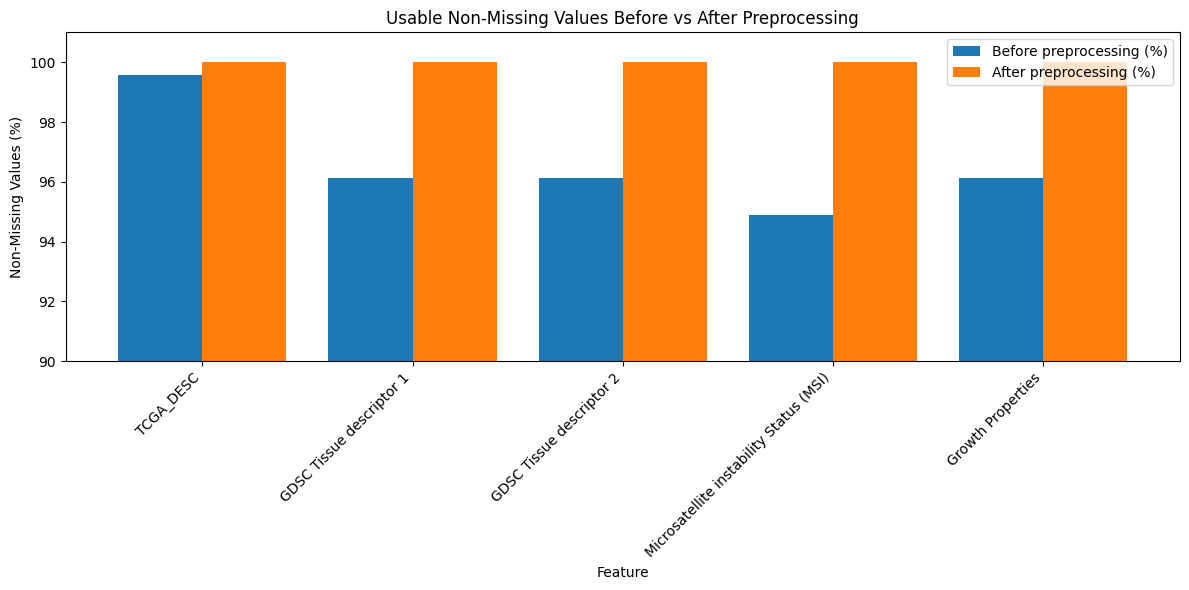 Usable Non-Missing Values Before vs After Preprocessing
Before preprocessing (%)
After preprocessing (%)
Non-Missing Values (%)
100
98
96
94
92
90
TCGA_DESC
GDSC Tissue descriptor 1
GDSC Tissue descriptor 2
Microsatellite instability Status (MSI)
Growth Properties
Feature